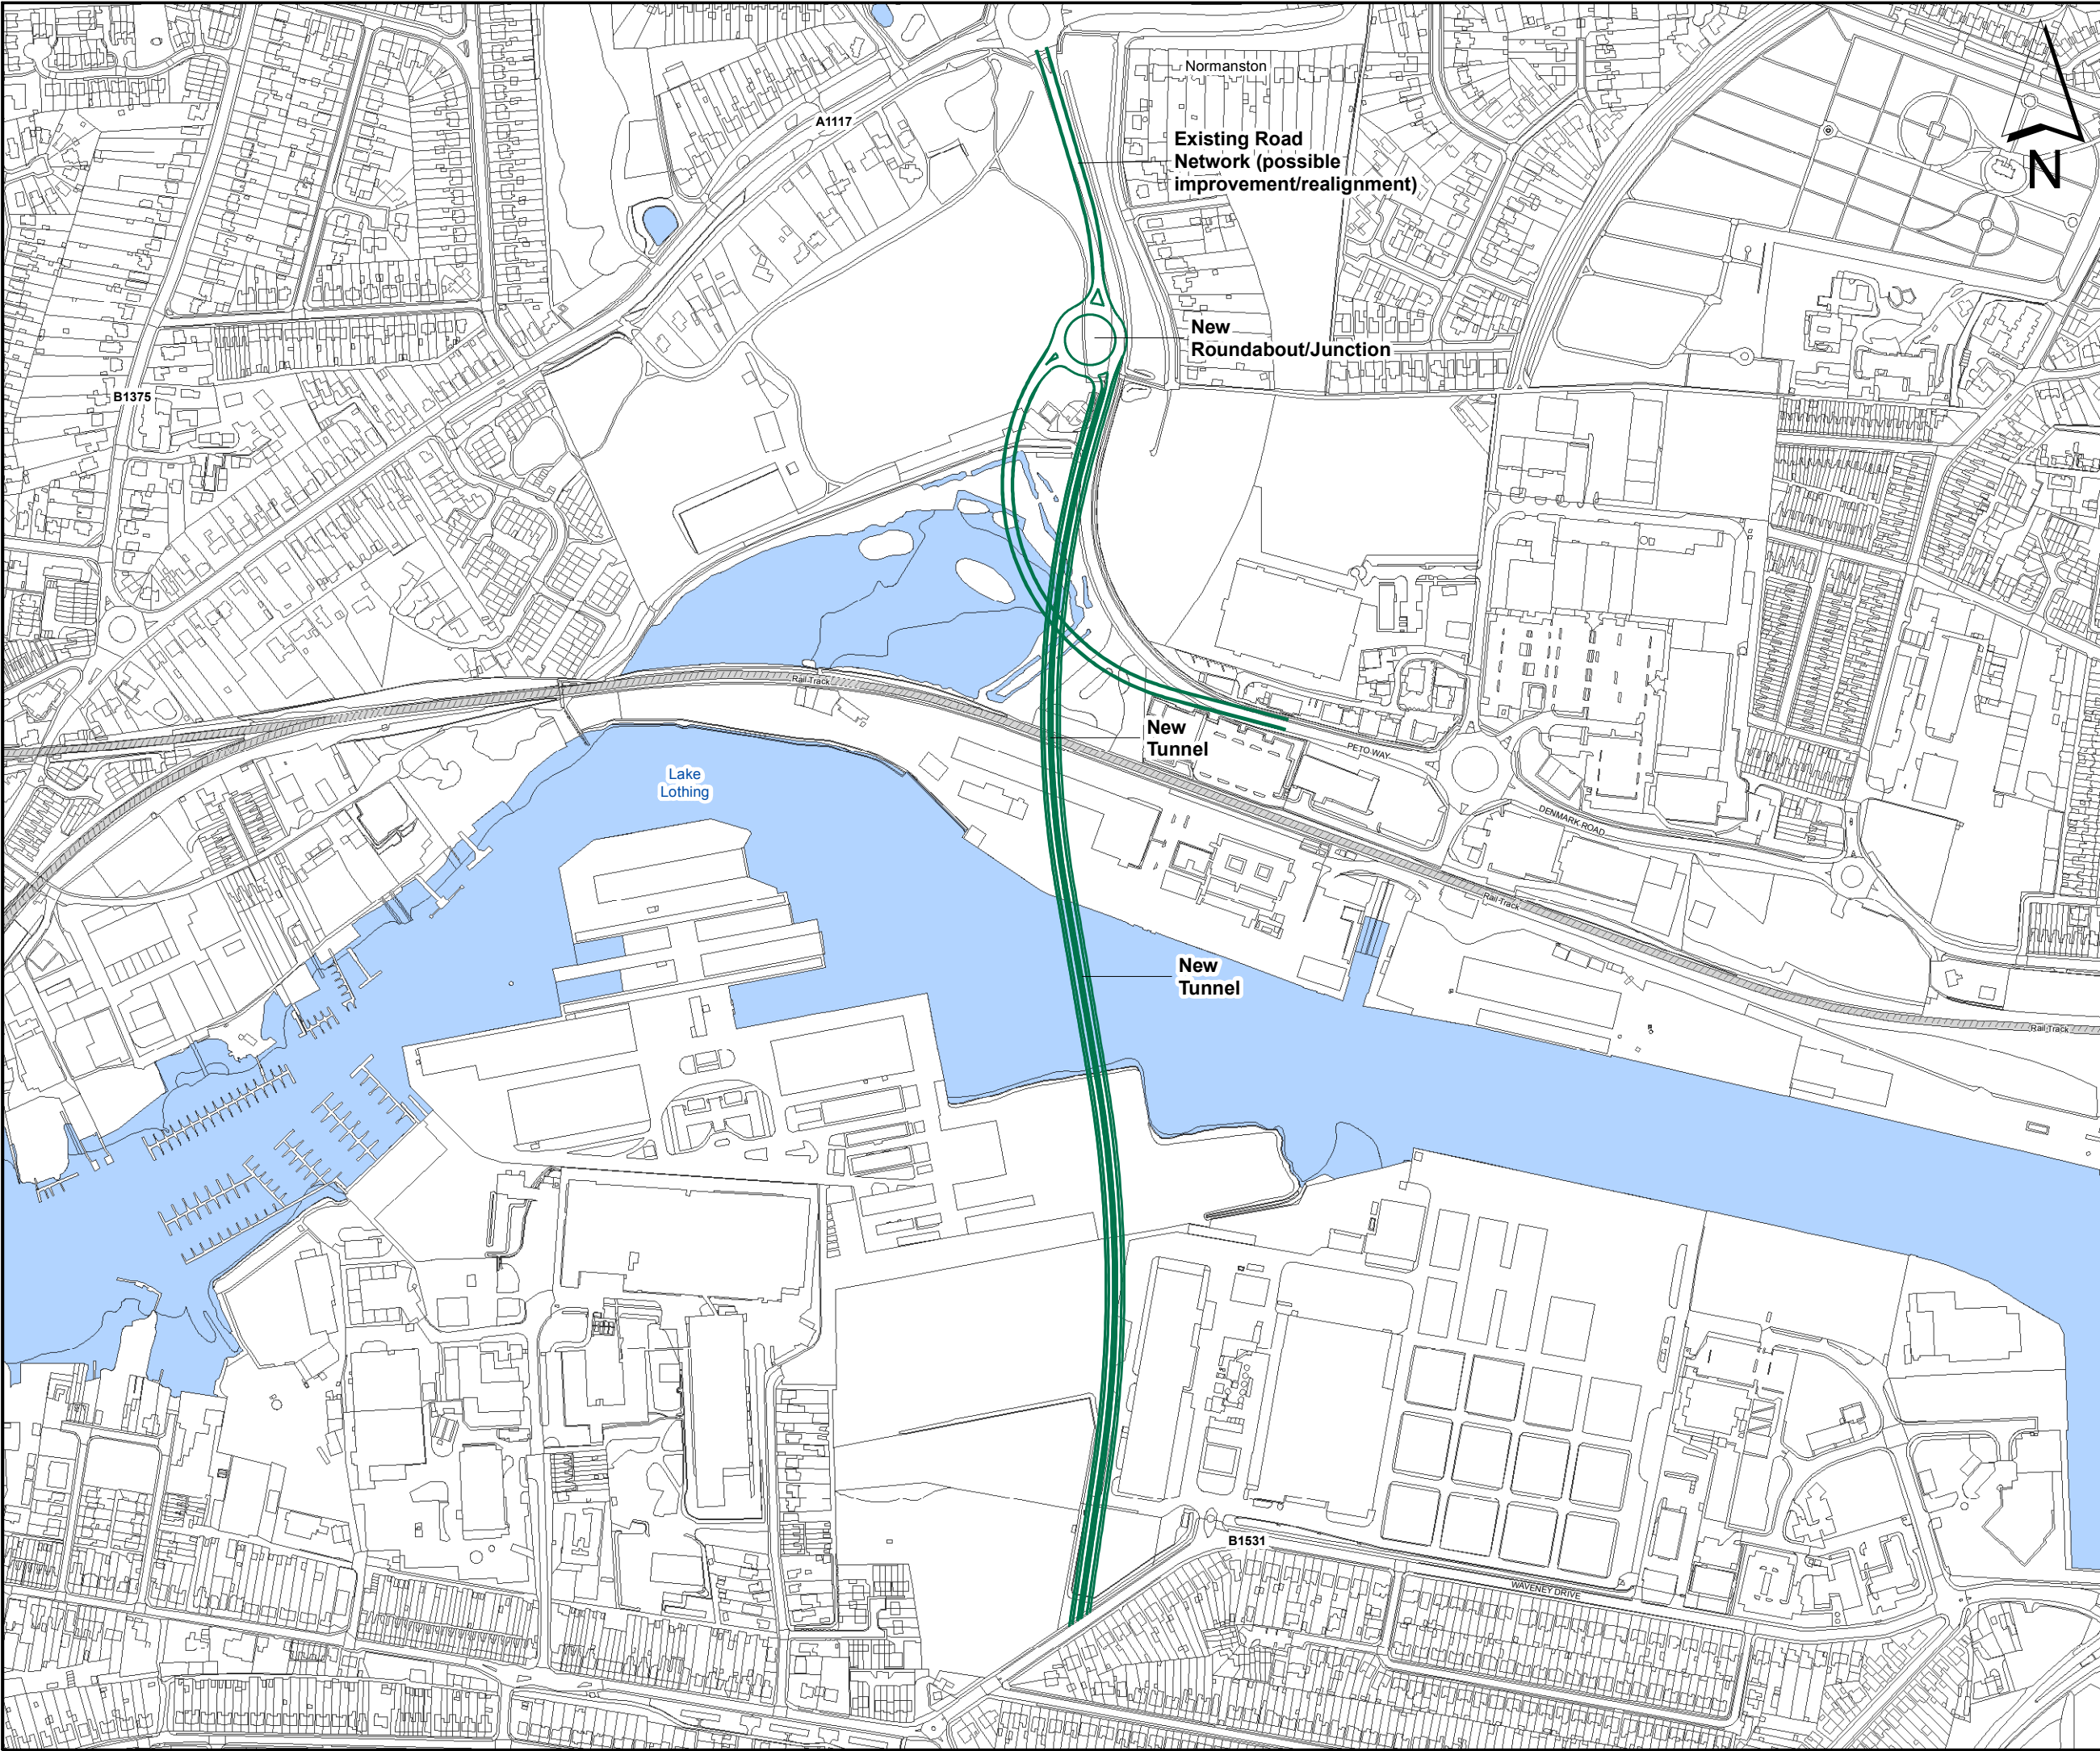 Normanston
A1117
Existing Road
Network (possible
improvement/realignment)
N
New
Roundabout/Junction
B1375
Rail Track
New
Tunnel
PETO WAY
Lake
Lothing
DENMARK ROAD
Rail Track
New
Tunnel
Rail Track
B1531
WAVENEY DRIVE